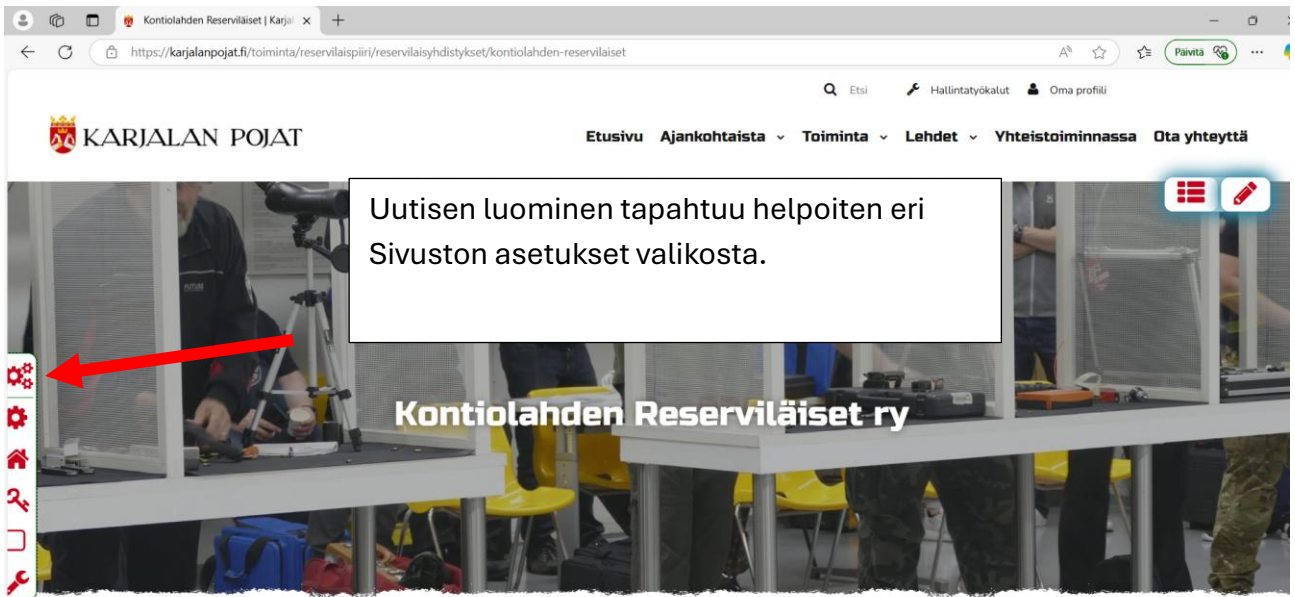 Kontiolahden Reserviläiset | Karjal
https://karjalanpojat.fi/toiminta/reservilaispiiri/reservilaisyhdistykset/kontiolahden-reservilaiset
Päivitä
Etsi Hallintatyökalut Oma profiili
KARJALAN POJAT
Etusivu Ajankohtaista Toiminta Lehdet Yhteistoiminnassa Ota yhteyttä
Uutisen luominen tapahtuu helpoiten eri
Sivuston asetukset valikosta.
Kontiolahden Reserviläiset ry